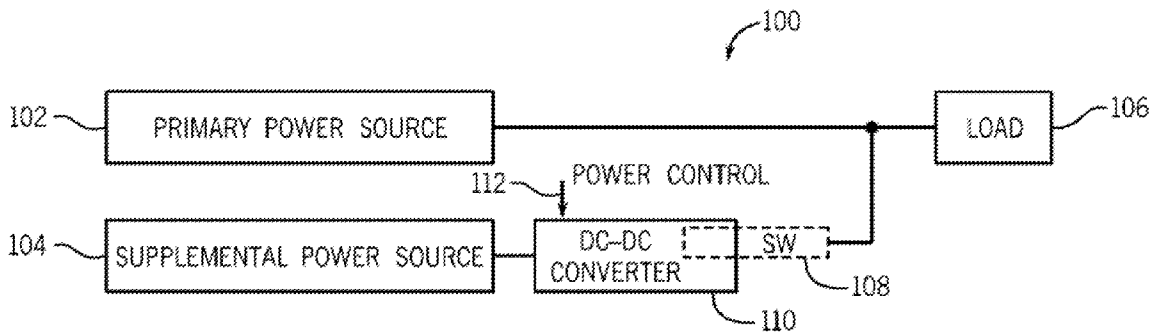 100
102
PRIMARY POWER SOURCE
LOAD
106
112
POWER CONTROL
104
SUPPLEMENTAL POWER SOURCE
DC-DC
CONVERTER
SW
108
110